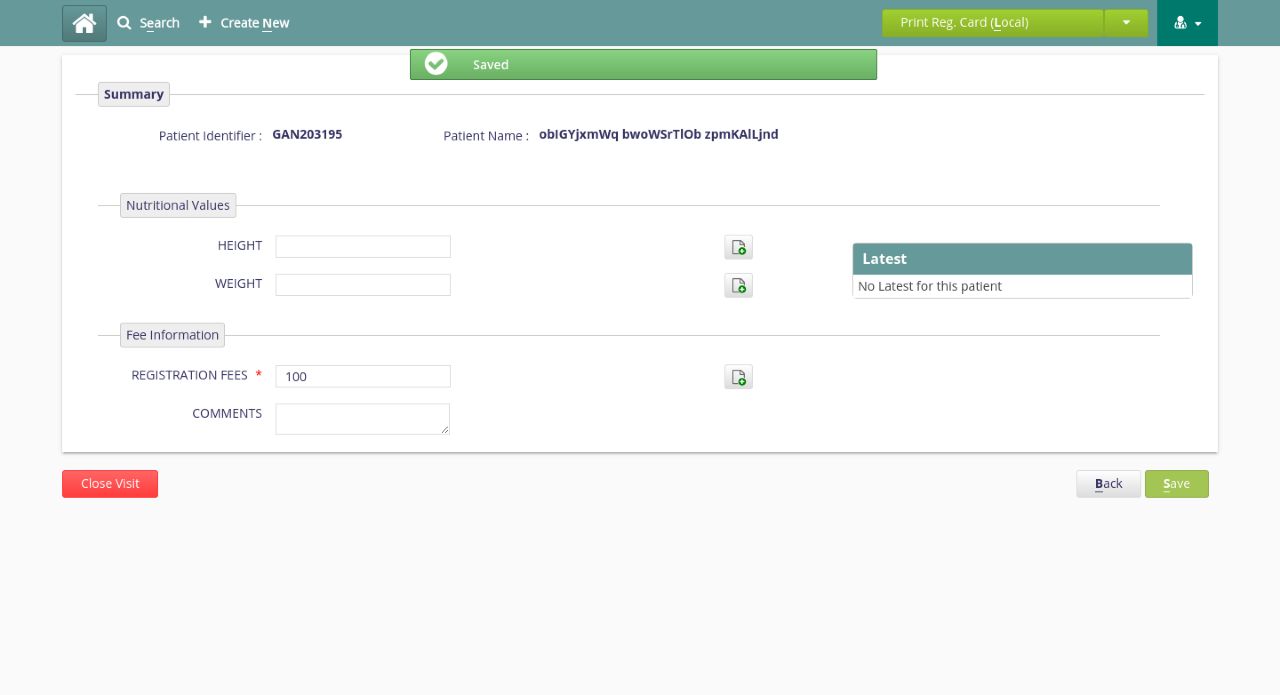 Search Create New Print Reg. Card (Local)
Saved
Summary
Patient Identifier : GAN203195 Patient Name : obIGYjxmWq bwoWSrTlOb zpmKAlLjnd
Nutritional Values
HEIGHT
Latest
WEIGHT
No Latest for this patient
Fee Information
REGISTRATION FEES * 100
COMMENTS
Close Visit Back Save